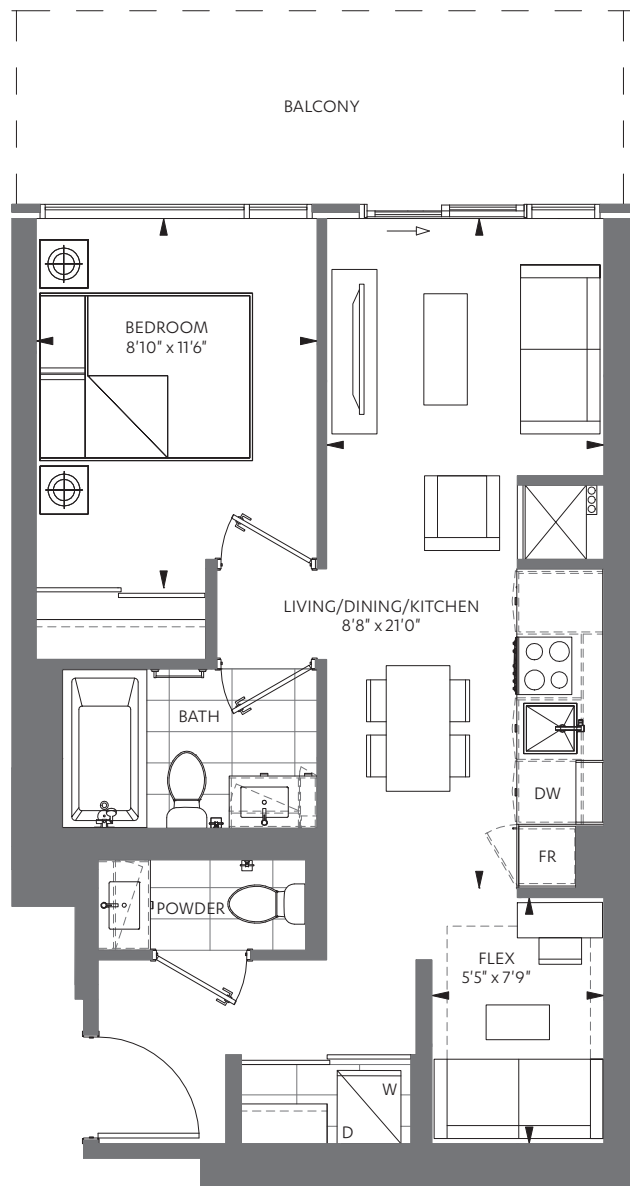 BALCONY
BEDROOM
8'10" x 11'6"
LIVING/DINING/KITCHEN
8'8" x 21'0"
BATH
DW
FR
POWDER
FLEX
5'5" x 7'9"
W
D